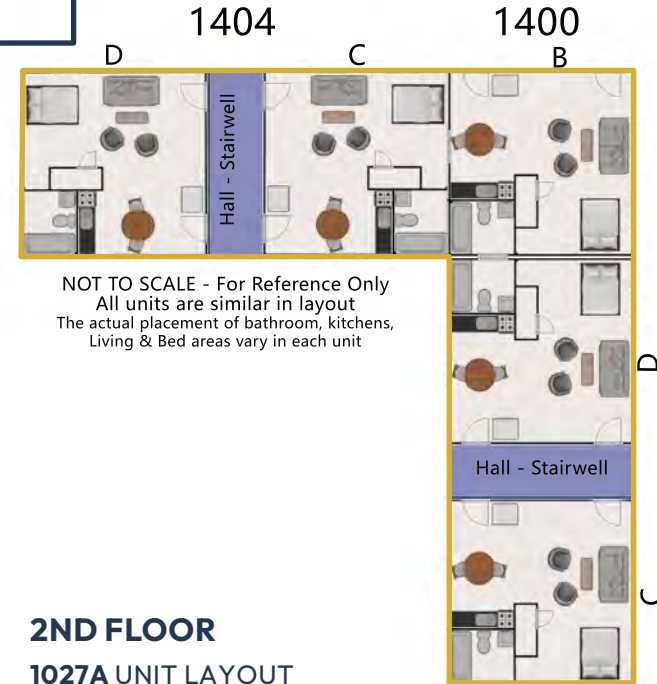 1404
1400
D
C
B
Hall - Stairwell
NOT TO SCALE - For Reference Only
All units are similar in layout
The actual placement of bathroom, kitchens,
Living & Bed areas vary in each unit
D
Hall - Stairwell
C
2ND FLOOR
1027A UNIT LAYOUT